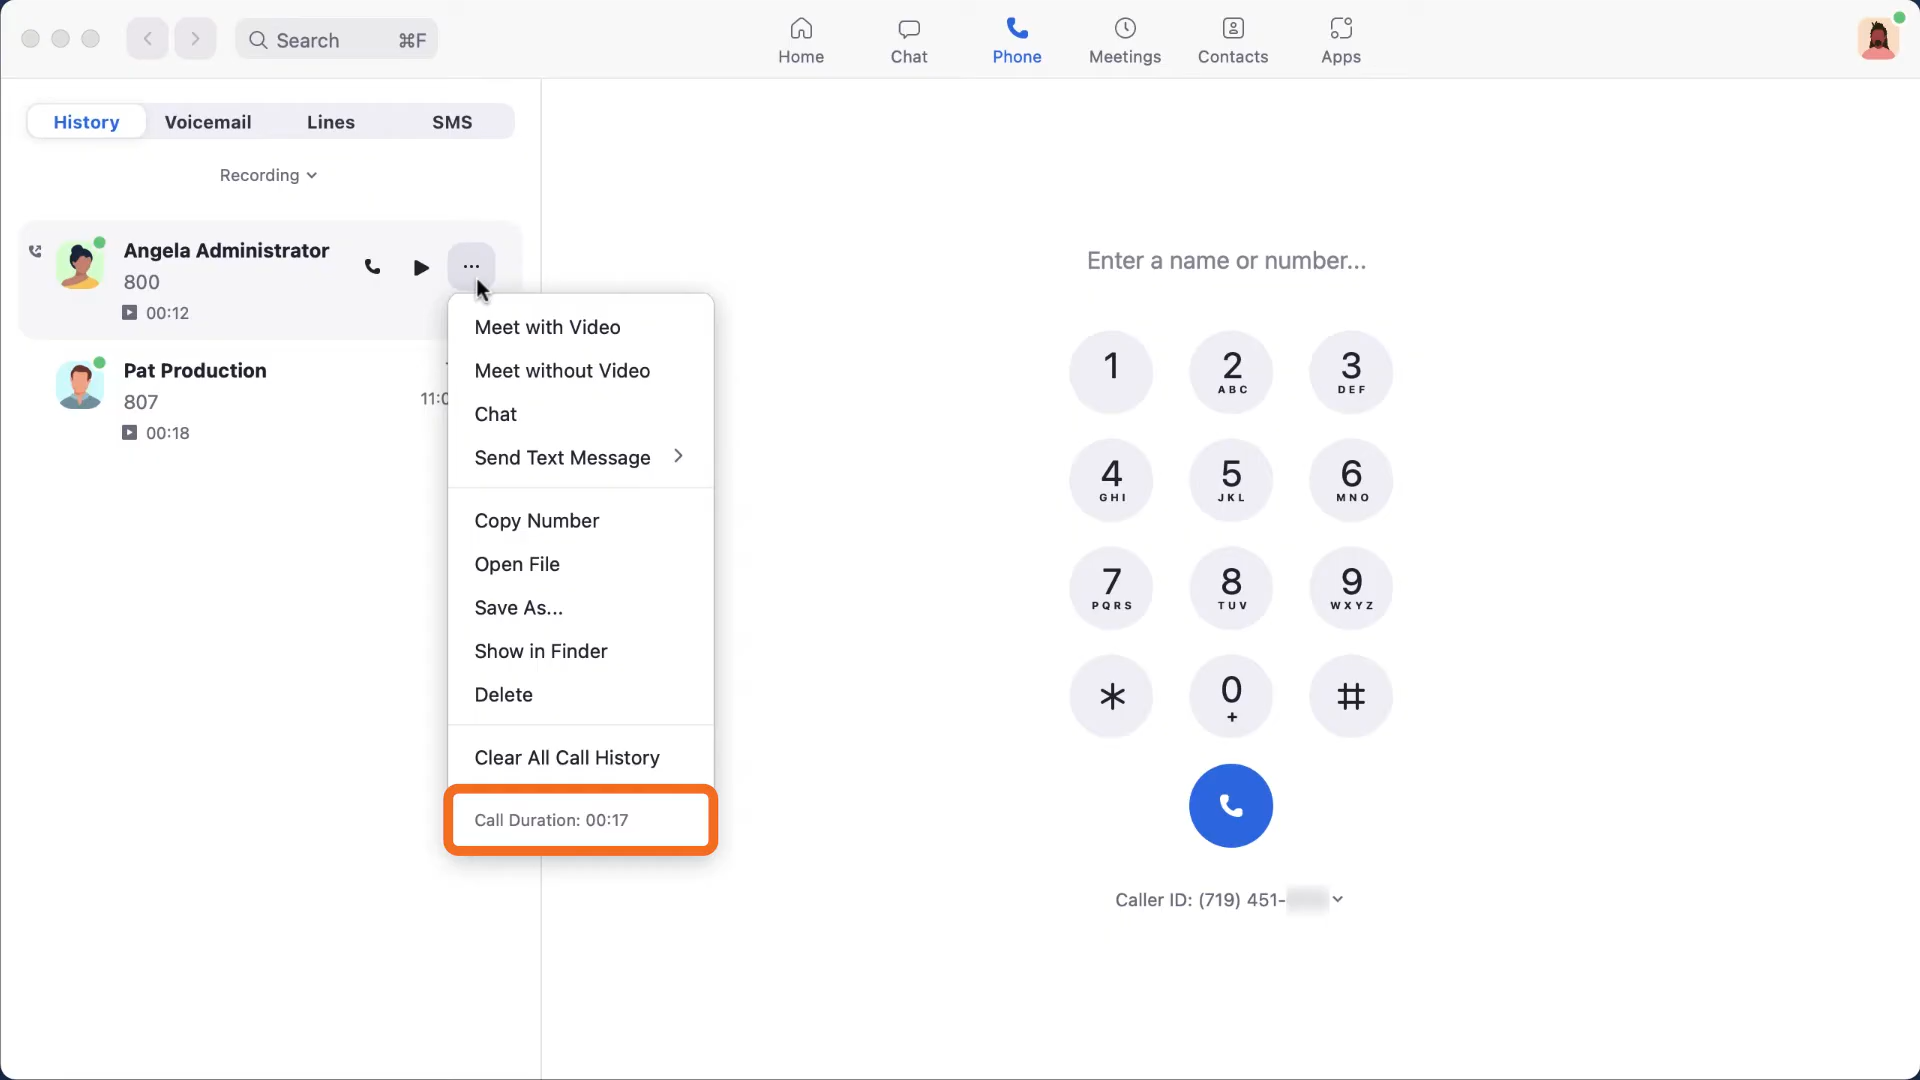 Search ⌘F
Home
Chat
Phone
Meetings
Contacts
Apps
History
Voicemail
Lines
SMS
Recording
Angela Administrator
800
00:12
Pat Production
807
00:18
Meet with Video
Meet without Video
Chat
Send Text Message
Copy Number
Open File
Save As...
Show in Finder
Delete
Clear All Call History
Call Duration: 00:17
Enter a name or number...
1
2
ABC
3
DEF
4
GHI
5
JKL
6
MNO
7
PQRS
8
TUV
9
WXYZ
*
0
+
#
Caller ID: (719) 451-